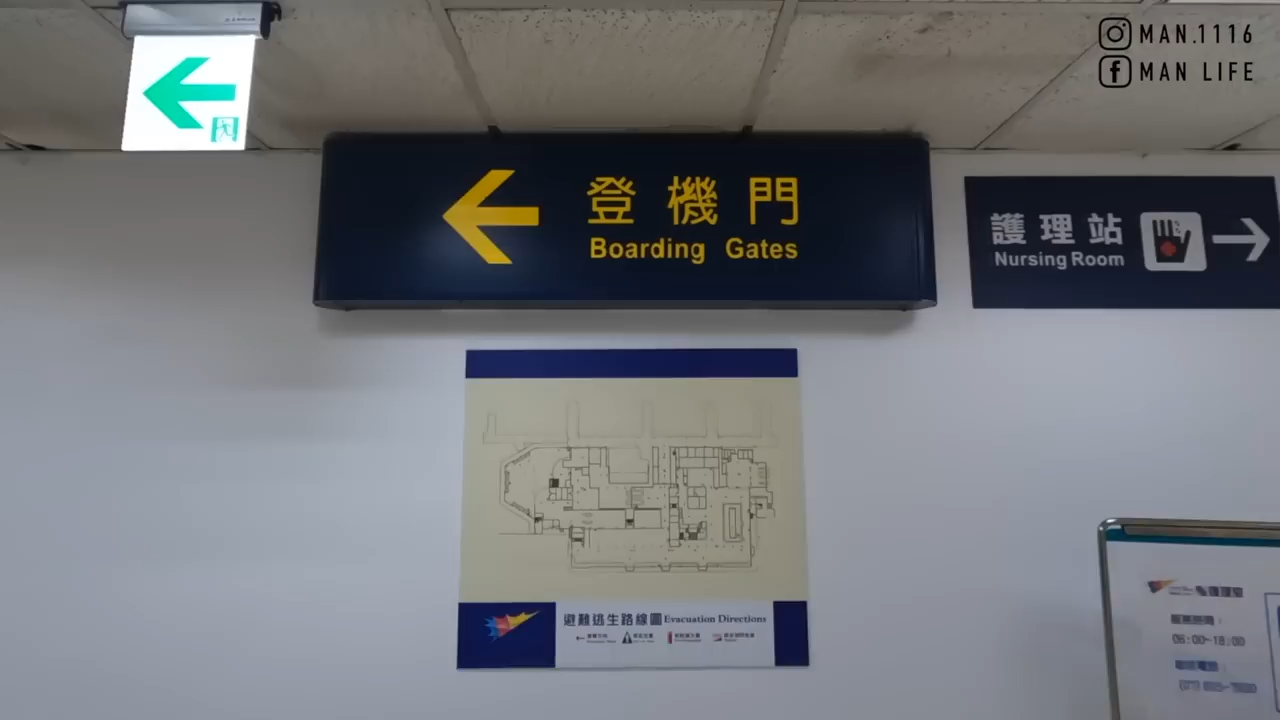 MAN.1116
MAN LIFE
登機門
Boarding Gates
護理站
Nursing Room
避難逃生路線圖 Evacuation Directions
06:00~18:00